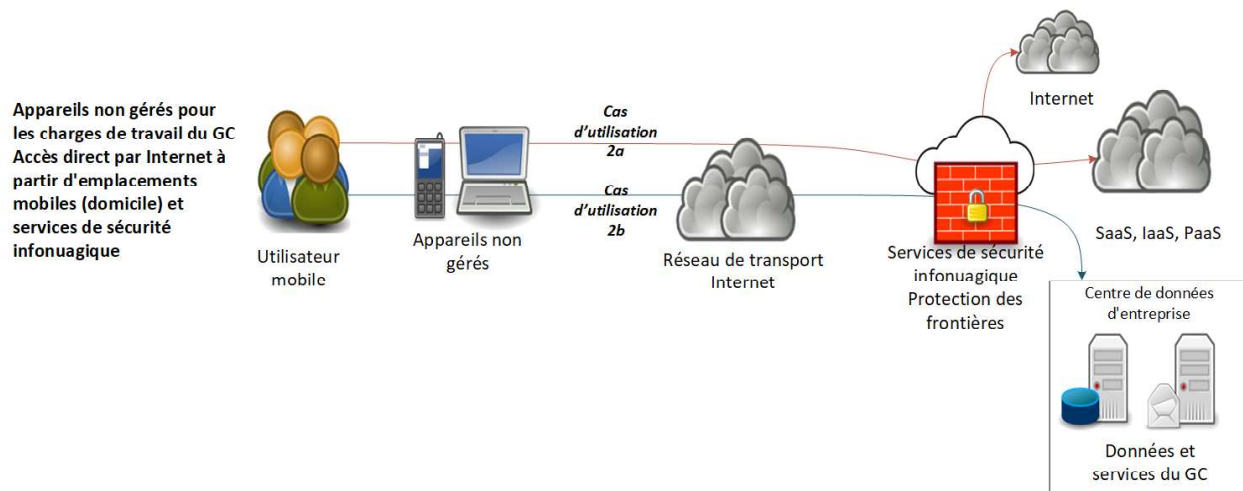 Appareils non gérés pour
les charges de travail du GC
Accès direct par Internet à
partir d'emplacements
mobiles (domicile) et
services de sécurité
infonuagique
Utilisateur
mobile
Appareils non
gérés
Cas
d'utilisation
2a
Cas
d'utilisation
2b
Réseau de transport
Internet
Services de sécurité
infonuagique
Protection des
frontières
Internet
SaaS, IaaS, PaaS
Centre de données
d'entreprise
Données et
services du GC